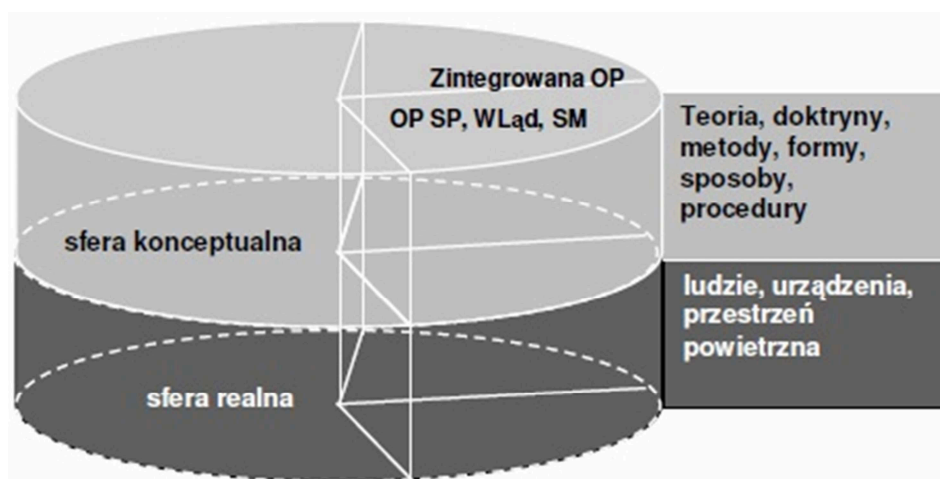 Zintegrowana OP
OP SP, WLąd, SM
Teoria, doktryny,
metody, formy,
sposoby,
procedury
sfera konceptualna
ludzie, urządzenia,
przestrzeń
powietrzna
sfera realna